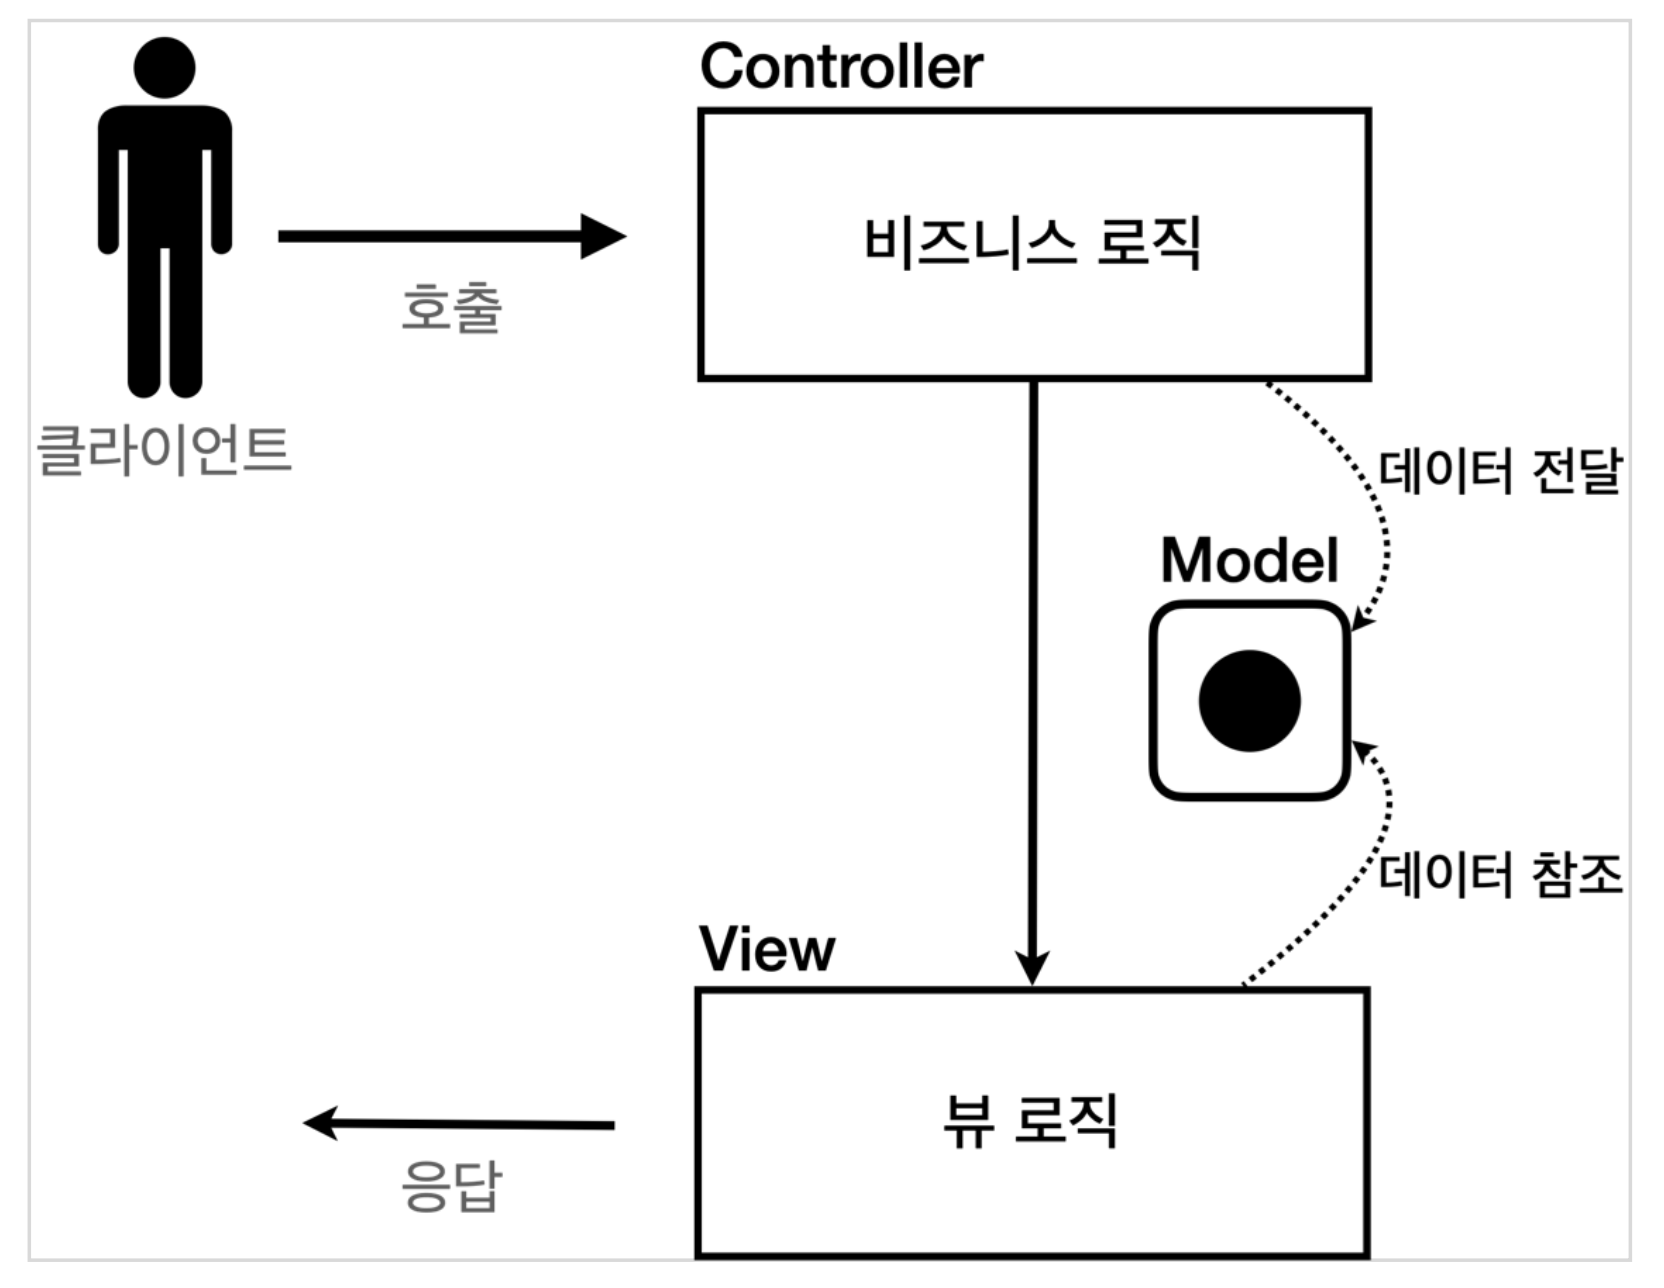 Controller
비즈니스 로직
호출
클라이언트
데이터 전달
Model
데이터 참조
View
뷰 로직
응답